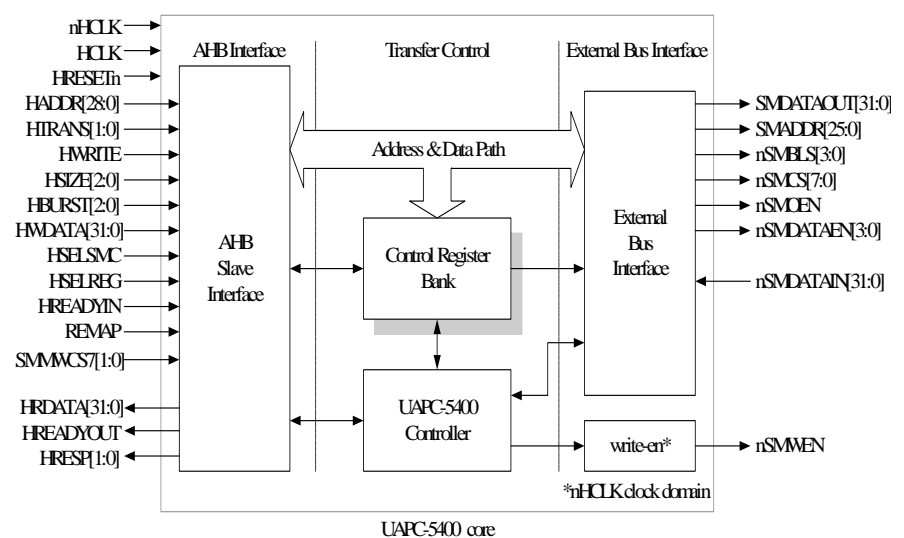 nHCLK
HCLK
HRESETn
HADDR[28:0]
HTRANS[1:0]
HWRITE
HSIZE[2:0]
HBURST[2:0]
HWDATA[31:0]
HSELSMC
HSELREG
HREADYIN
REMAP
SMMWCS7[1:0]
HRDATA[31:0]
HREADYOUT
HRESP[1:0]
AHB Interface
AHB
Slave
Interface
Transfer Control
Address & Data Path
Control Register
Bank
UAPC-5400
Controller
External Bus Interface
External
Bus
Interface
write-en*
*nHCLK clock domain
SMDATAOUT[31:0]
SMADDR[25:0]
nSMBLS[3:0]
nSMCS[7:0]
nSMOEN
nSMDATAEN[3:0]
nSMDATAIN[31:0]
nSMWEN
UAPC-5400 core